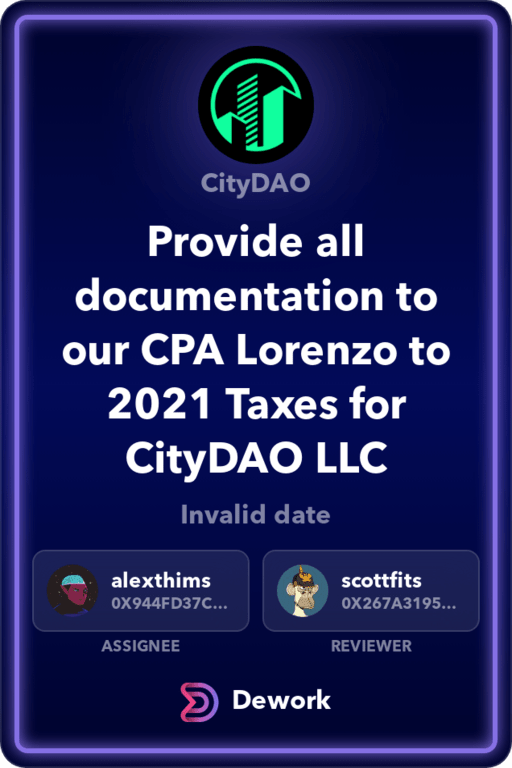 CityDAO
Provide all
documentation to
our CPA Lorenzo to
2021 Taxes for
CityDAO LLC
Invalid date
alexthims
0X944FD37C...
ASSIGNEE
scottfits
0X267A3195...
REVIEWER
Dework